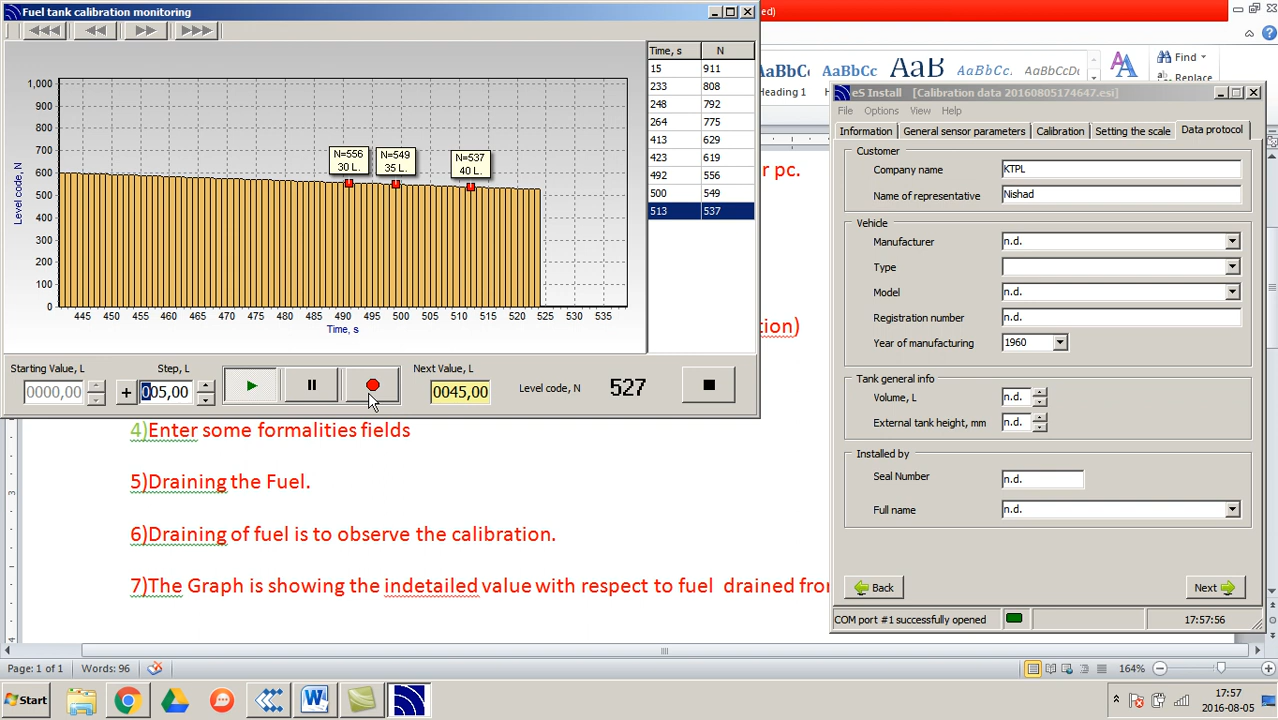 Fuel tank calibration monitoring
ed)
Time, s N
15 911
233 808
248 792
264 775
413 629
423 619
492 556
500 549
513 537
1,000
900
800
700
600
500
400
300
200
100
0
Level code, N
N=556
30 L.
N=549
35 L.
N=537
40 L.
445 450 455 460 465 470 475 480 485 490 495 500 505 510 515 520 525 530 535
Time, s
Starting Value, L
0000,00
+
Step, L
005,00
Next Value, L
0045,00
Level code, N 527
AaBbC AaBbCc AaB AaBbCc. AaBbCcDc
Heading 1
Find
Replace
r pc.
tion)
4)Enter some formalities fields
5)Draining the Fuel.
6)Draining of fuel is to observe the calibration.
7)The Graph is showing the indetailed value with respect to fuel drained fro
eS Install [Calibration data 20160805174647.esi]
File Options View Help
Information General sensor parameters Calibration Setting the scale Data protocol
Customer
Company name KTPL
Name of representative Nishad
Vehicle
Manufacturer n.d.
Type
Model n.d.
Registration number n.d.
Year of manufacturing 1960
Tank general info
Volume, L n.d.
External tank height, mm n.d.
Installed by
Seal Number n.d.
Full name n.d.
Back Next
COM port #1 successfully opened 17:57:56
Page: 1 of 1 Words: 96 164%
Start
17:57
2016-08-05